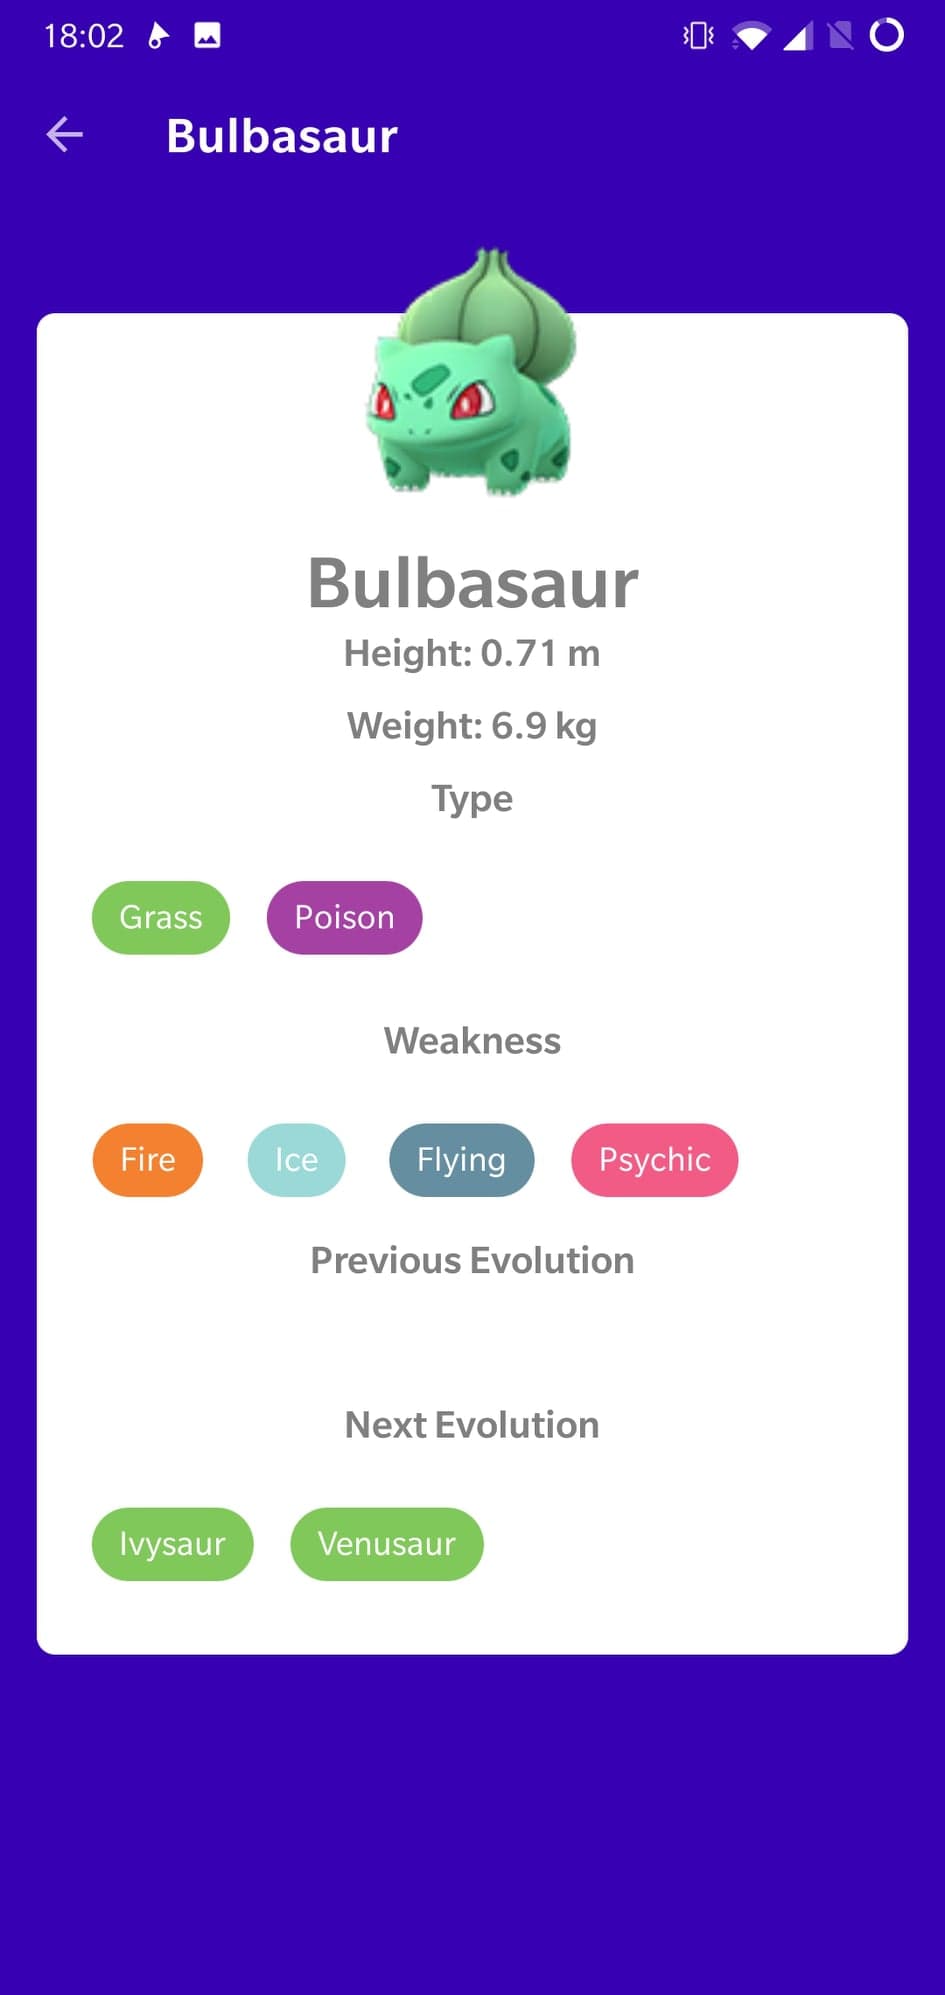 18:02
Bulbasaur
Bulbasaur
Height: 0.71 m
Weight: 6.9 kg
Type
Grass Poison
Weakness
Fire Ice Flying Psychic
Previous Evolution
Next Evolution
Ivysaur Venusaur